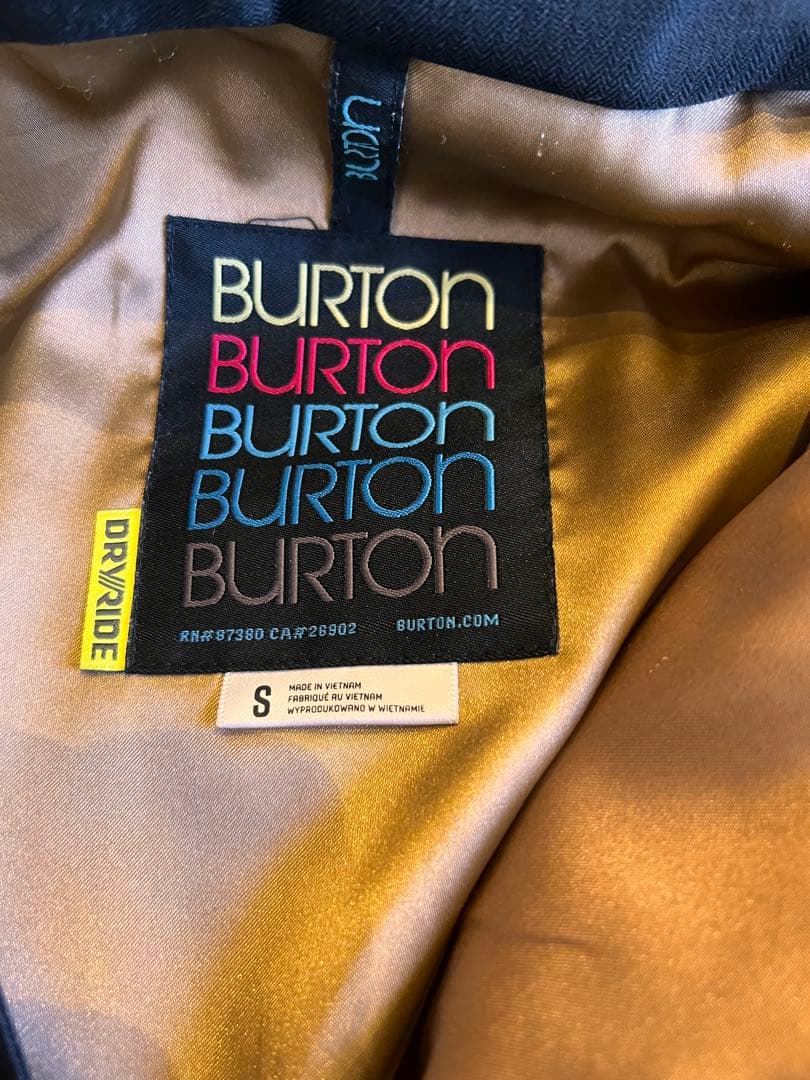 BURTON
BURTON
BURTON
BURTON
BURTON
RN#87380 CA#26902 BURTON.COM
DRY//RIDE
S
MADE IN VIETNAM
FABRIQUÉ AU VIETNAM
WYPRODUKOWANO W WIETNAMIE